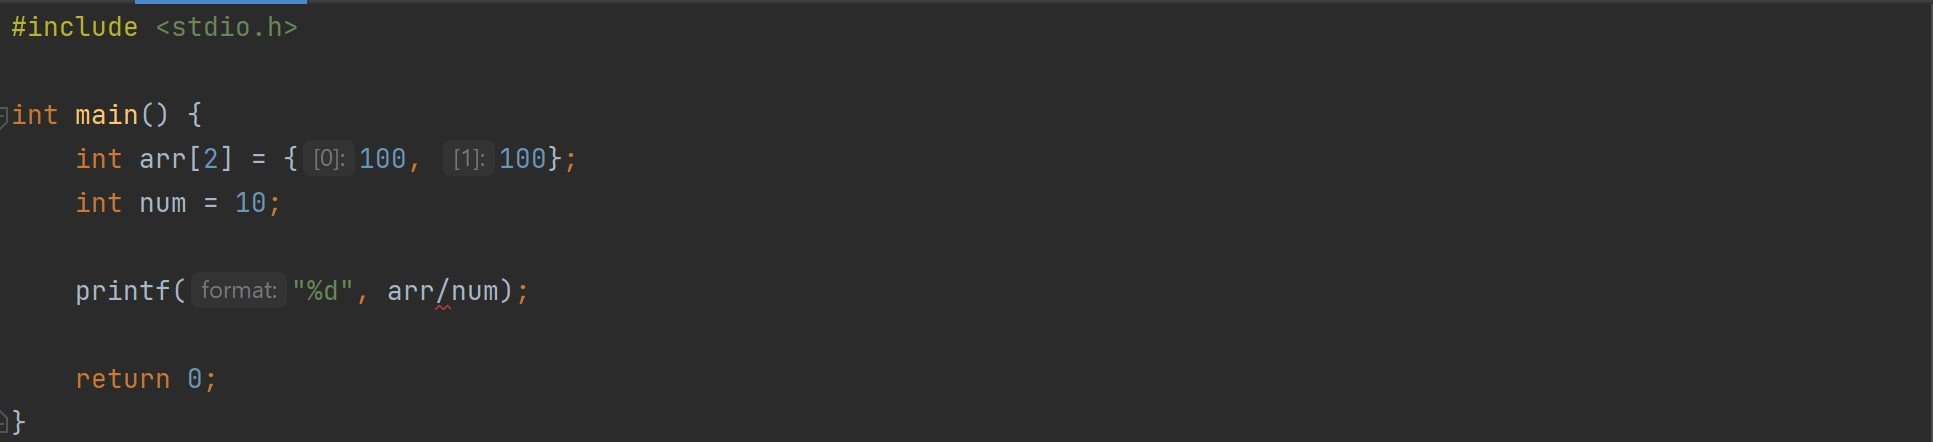 #include <stdio.h>
int main() {
int arr[2] = {[0]: 100, [1]: 100};
int num = 10;
printf(format: "%d", arr/num);
return 0;
}